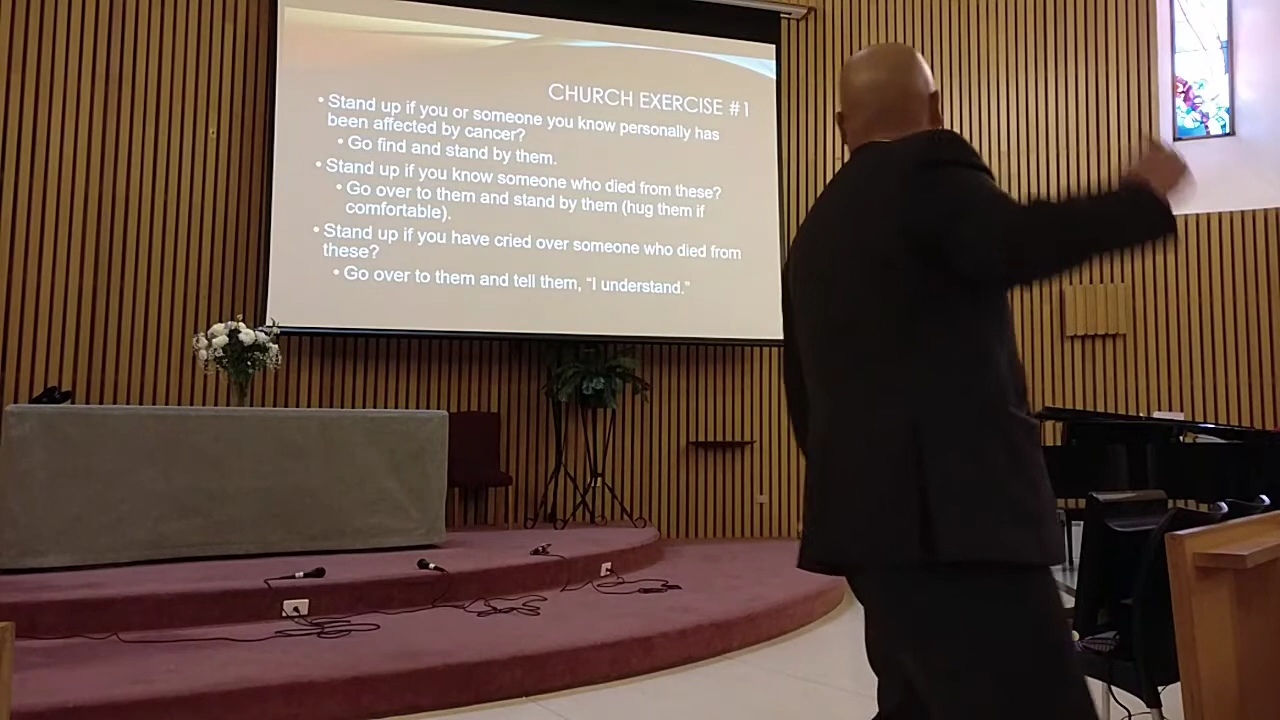 CHURCH EXERCISE #1
• Stand up if you or someone you know personally has
been affected by cancer?
• Go find and stand by them.
• Stand up if you know someone who died from these?
• Go over to them and stand by them (hug them if
comfortable).
• Stand up if you have cried over someone who died from
these?
• Go over to them and tell them, “I understand.”